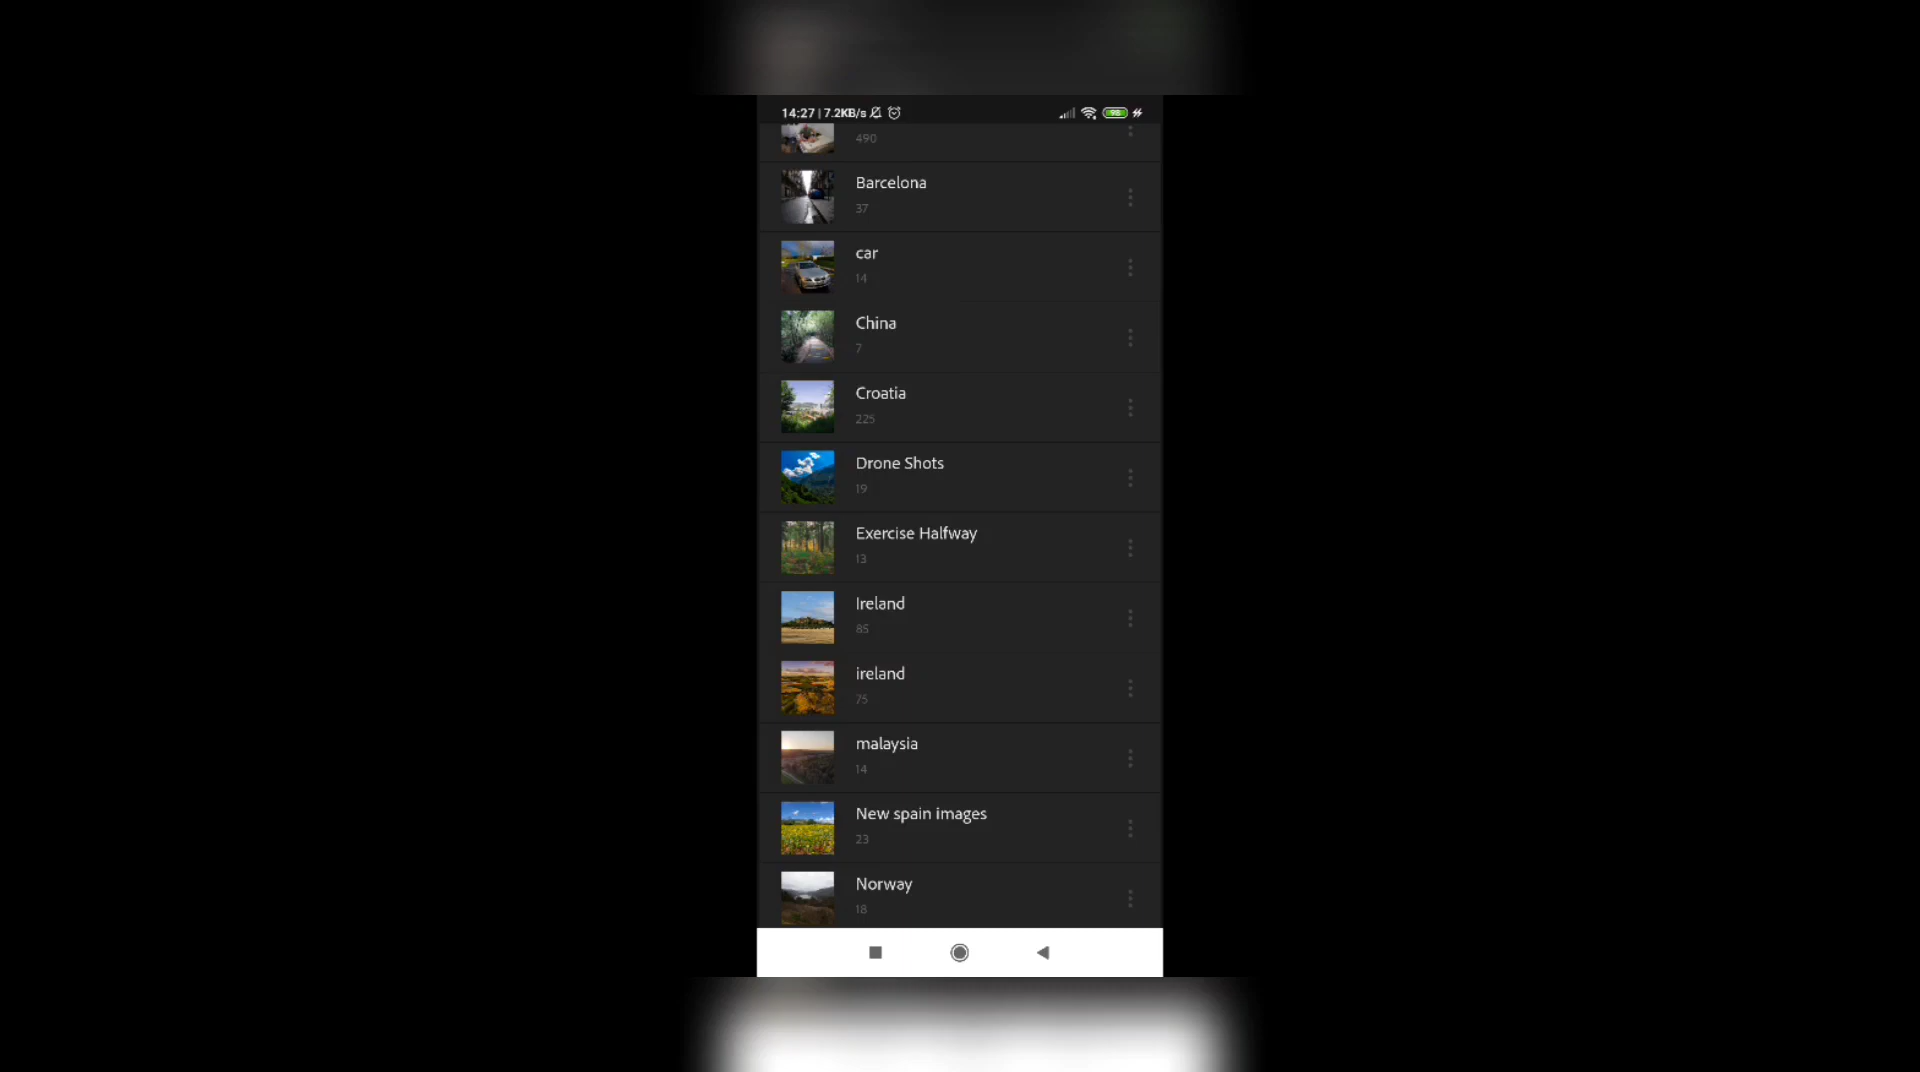 14:27 | 7.2KB/s 98
490
Barcelona
37
car
14
China
7
Croatia
225
Drone Shots
19
Exercise Halfway
13
Ireland
85
ireland
75
malaysia
14
New spain images
23
Norway
18